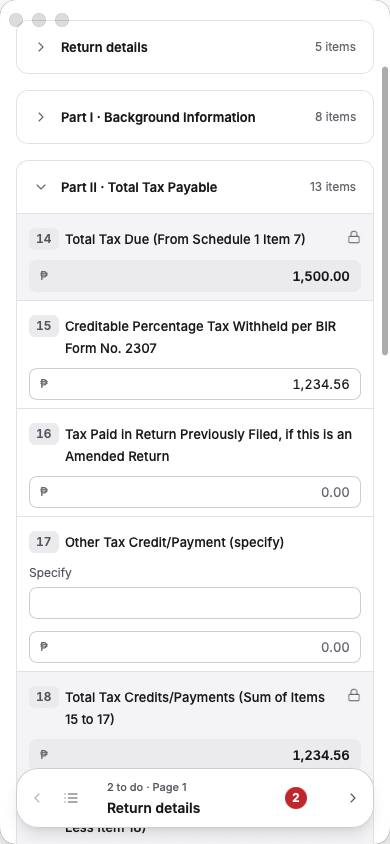 Return details 5 items
Part I · Background Information 8 items
Part II · Total Tax Payable 13 items
14 Total Tax Due (From Schedule 1 Item 7)
₱ 1,500.00
15 Creditable Percentage Tax Withheld per BIR
Form No. 2307
₱ 1,234.56
16 Tax Paid in Return Previously Filed, if this is an
Amended Return
₱ 0.00
17 Other Tax Credit/Payment (specify)
Specify
₱ 0.00
18 Total Tax Credits/Payments (Sum of Items
15 to 17)
₱ 1,234.56
2 to do · Page 1
Return details 2
Less Item 18)